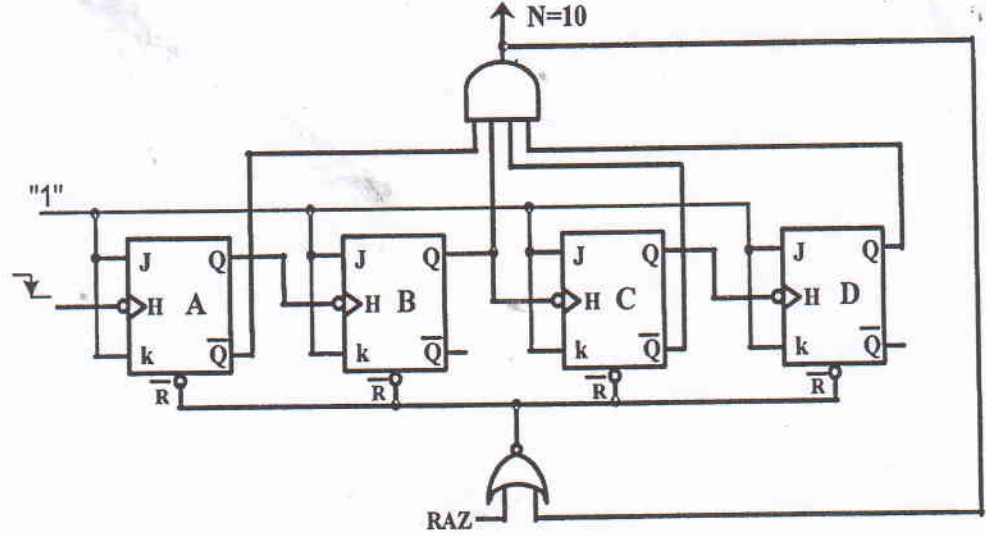 N=10
"1"
J Q
H A
k Q̅
R̅
J Q
H B
k Q̅
R̅
J Q
H C
k Q̅
R̅
J Q
H D
k Q̅
R̅
RAZ